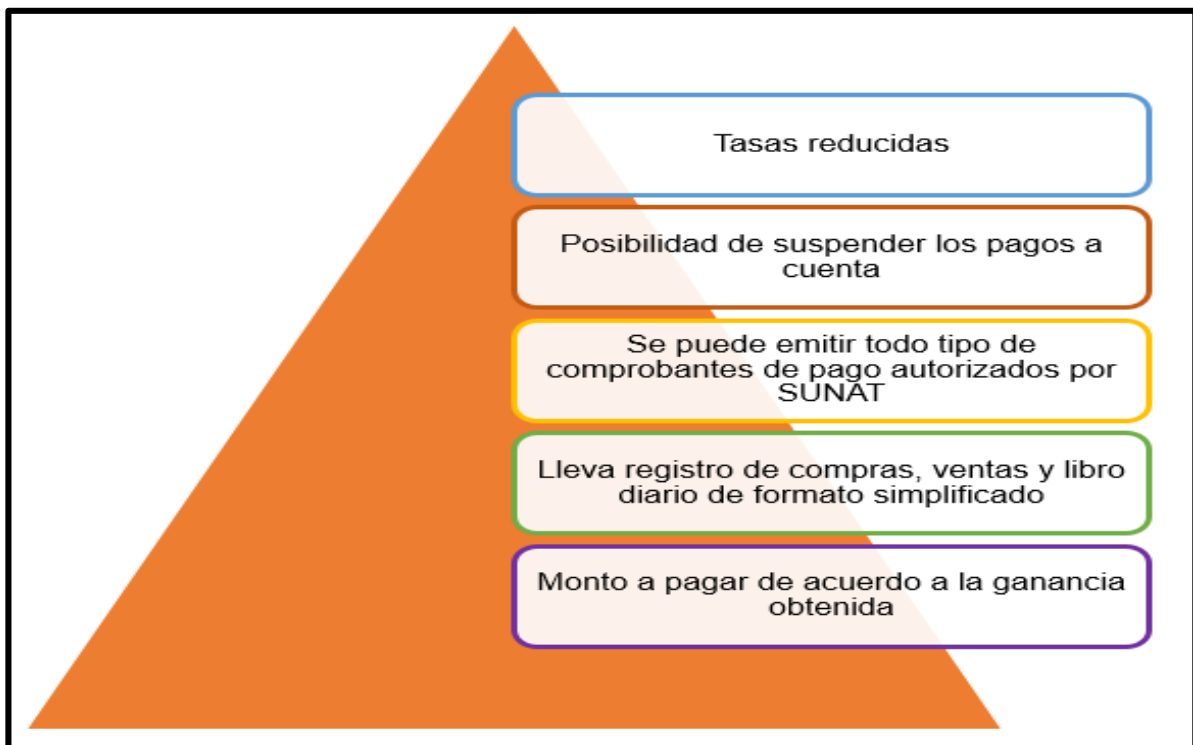 Tasas reducidas
Posibilidad de suspender los pagos a
cuenta
Se puede emitir todo tipo de
comprobantes de pago autorizados por
SUNAT
Lleva registro de compras, ventas y libro
diario de formato simplificado
Monto a pagar de acuerdo a la ganancia
obtenida